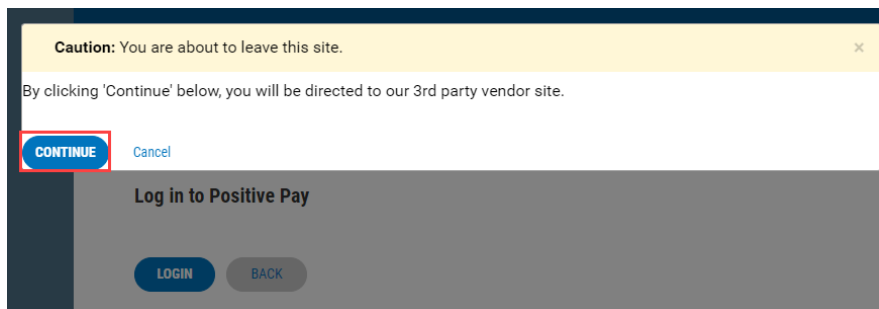 Caution: You are about to leave this site. ×
By clicking 'Continue' below, you will be directed to our 3rd party vendor site.
CONTINUE Cancel
Log in to Positive Pay
LOGIN BACK